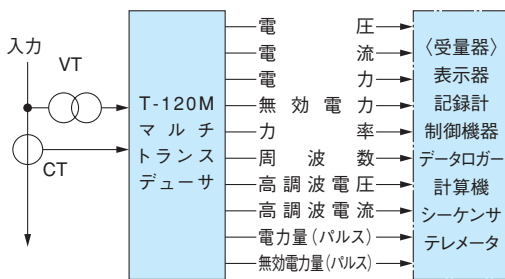 入力
VT
CT
T-120M
マルチ
トランス
デューサ
電圧
電流
電力
無効電力
力率
周波数
高調波電圧
高調波電流
電力量（パルス）
無効電力量（パルス）
〈受量器〉
表示器
記録計
制御機器
データロガー
計算機
シーケンサ
テレメータ